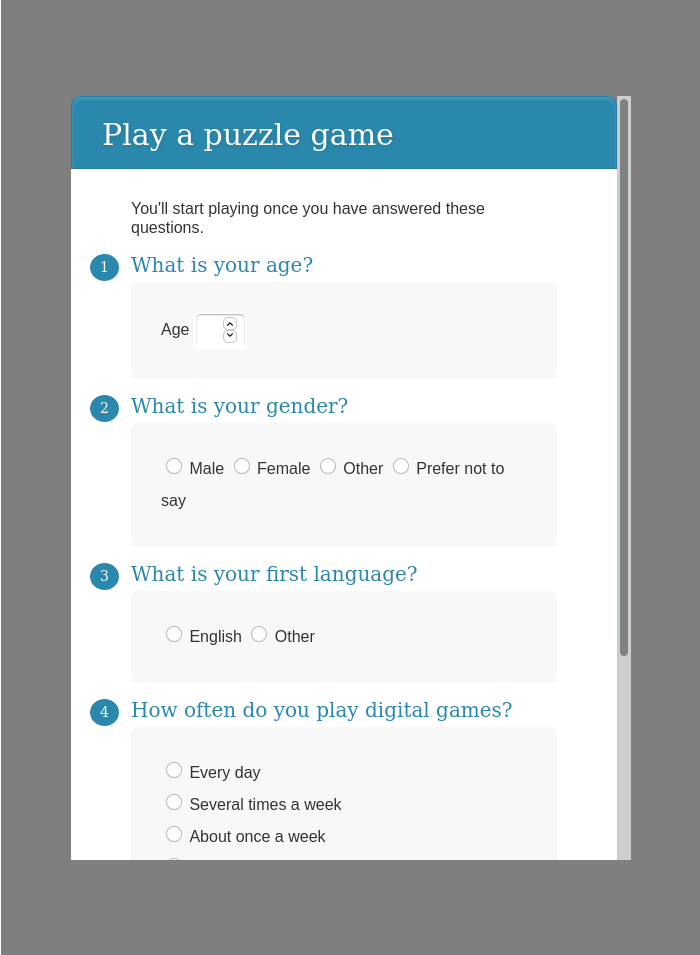 Play a puzzle game
You'll start playing once you have answered these
questions.
1 What is your age?
Age
2 What is your gender?
Male Female Other Prefer not to
say
3 What is your first language?
English Other
4 How often do you play digital games?
Every day
Several times a week
About once a week